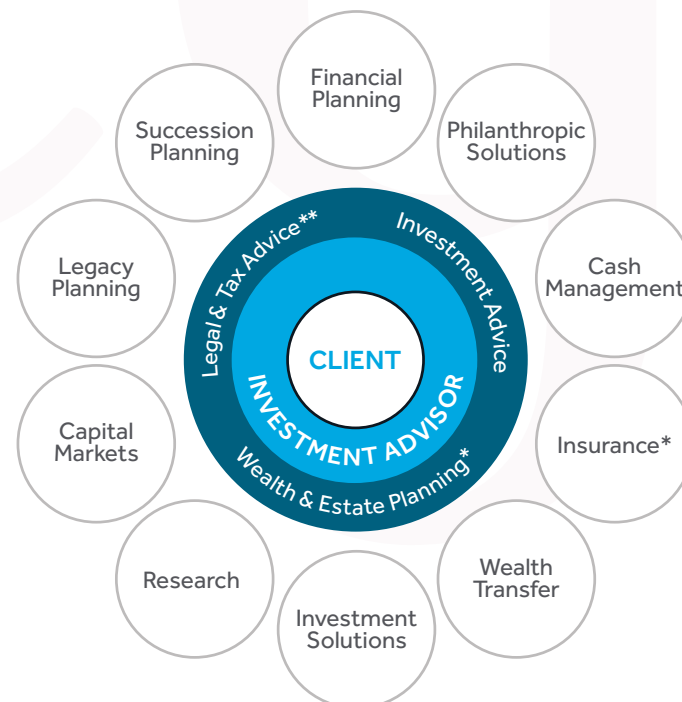 Financial
Planning
Philanthropic
Solutions
Cash
Management
Insurance*
Wealth
Transfer
Investment
Solutions
Research
Capital
Markets
Legacy
Planning
Succession
Planning
Legal & Tax Advice**
Investment Advice
Wealth & Estate Planning*
INVESTMENT ADVISOR
CLIENT